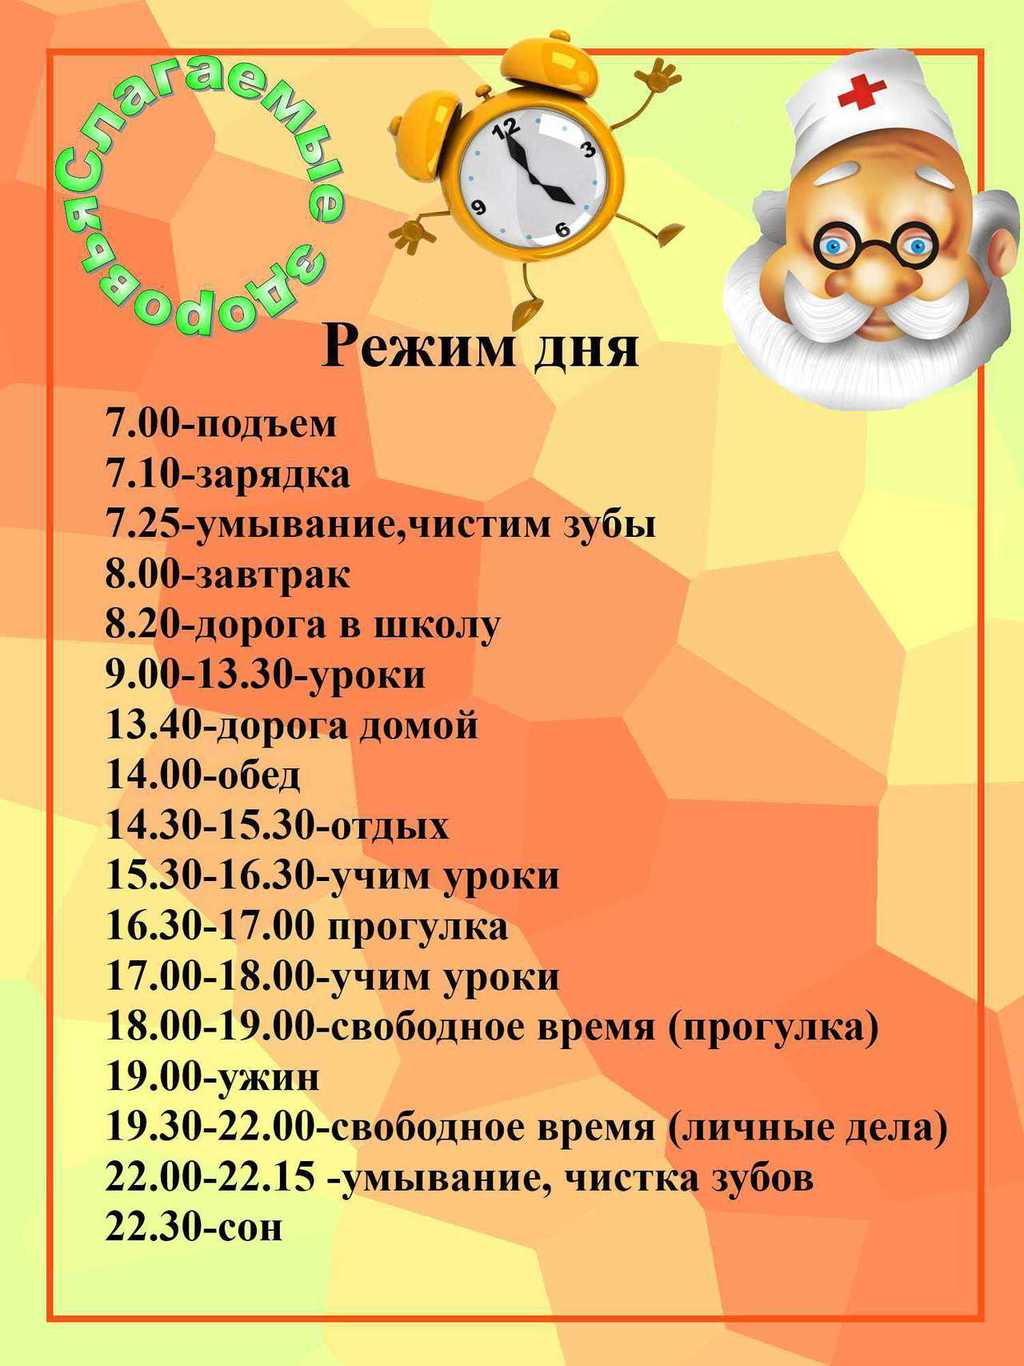 Слагаемые здоровья
12
3
9
6
Режим дня
7.00-подъем
7.10-зарядка
7.25-умывание,чистим зубы
8.00-завтрак
8.20-дорога в школу
9.00-13.30-уроки
13.40-дорога домой
14.00-обед
14.30-15.30-отдых
15.30-16.30-учим уроки
16.30-17.00 прогулка
17.00-18.00-учим уроки
18.00-19.00-свободное время (прогулка)
19.00-ужин
19.30-22.00-свободное время (личные дела)
22.00-22.15 -умывание, чистка зубов
22.30-сон